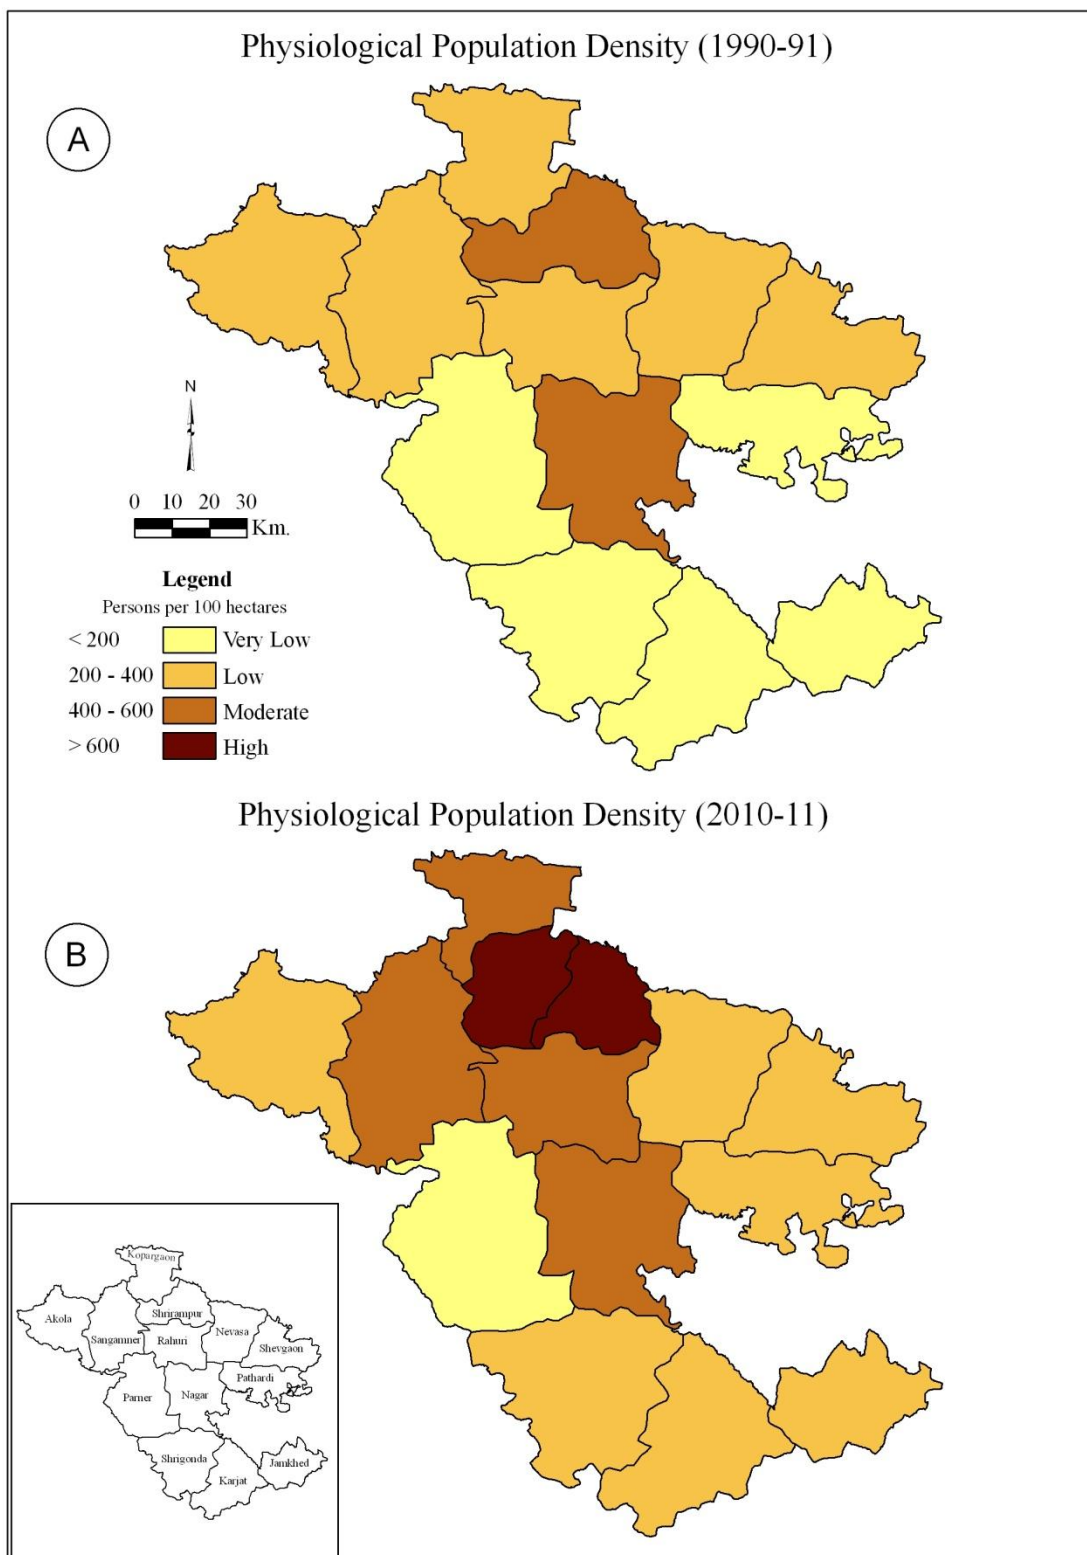 Physiological Population Density (1990-91)
A
N
0 10 20 30
Km.
Legend
Persons per 100 hectares
< 200 Very Low
200 - 400 Low
400 - 600 Moderate
> 600 High
Physiological Population Density (2010-11)
B
Kopargaon
Akola
Sangamner
Shrirampur
Rahuri
Nevasa
Shevgaon
Parner
Nagar
Pathardi
Shrigonda
Karjat
Jamkhed